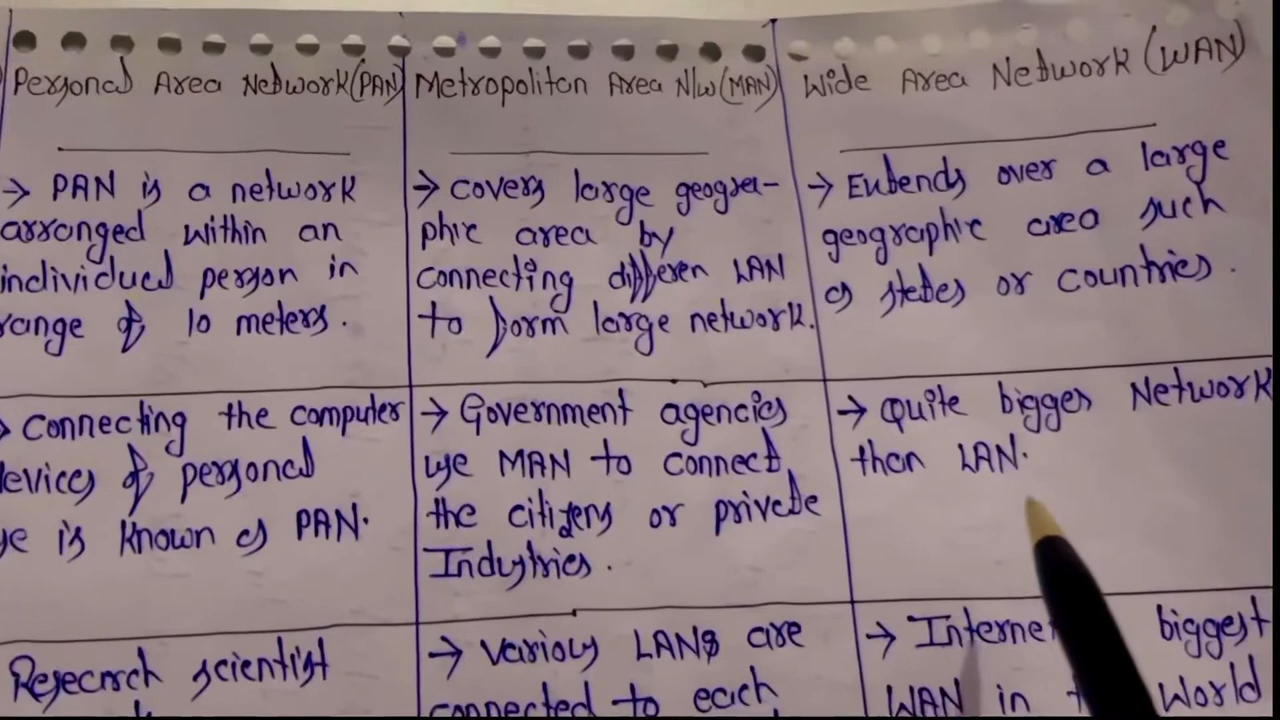 Personal Area Network(PAN)
→ PAN is a network
arranged within an
individual person in
range of 10 meters.
→ connecting the computer
devices of personal
is known as PAN.
Research scientist
Metropolitan Area N/w(MAN)
→ covers large geogra-
phic area by
connecting differen LAN
to form large network.
→ Government agencies
use MAN to connect
the citizens or private
Industries.
→ Various LANs are
connected to each
Wide Area Network (WAN)
→ Extends over a large
geographic area such
as states or countries.
→ Quite bigger Network
than LAN.
→ Internet biggest
WAN in World